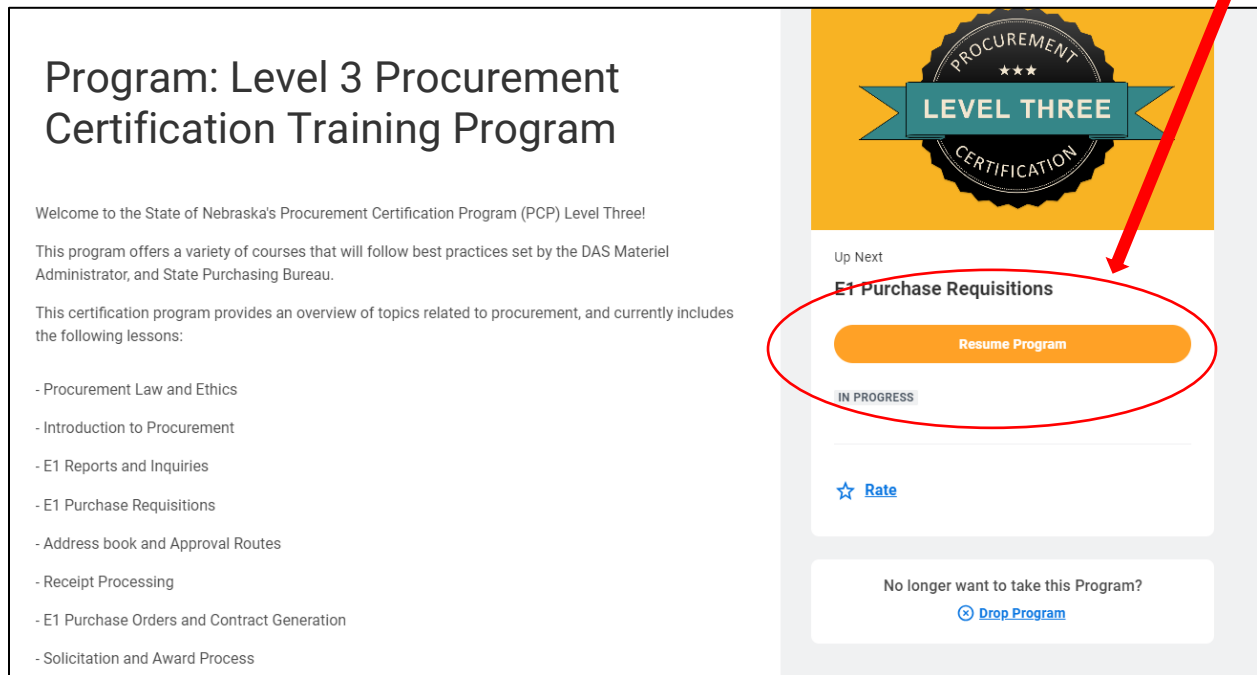 Program: Level 3 Procurement
Certification Training Program
Welcome to the State of Nebraska's Procurement Certification Program (PCP) Level Three!
This program offers a variety of courses that will follow best practices set by the DAS Materiel
Administrator, and State Purchasing Bureau.
This certification program provides an overview of topics related to procurement, and currently includes
the following lessons:
- Procurement Law and Ethics
- Introduction to Procurement
- E1 Reports and Inquiries
- E1 Purchase Requisitions
- Address book and Approval Routes
- Receipt Processing
- E1 Purchase Orders and Contract Generation
- Solicitation and Award Process
PROCUREMENT
LEVEL THREE
CERTIFICATION
Up Next
E1 Purchase Requisitions
Resume Program
IN PROGRESS
Rate
No longer want to take this Program?
Drop Program